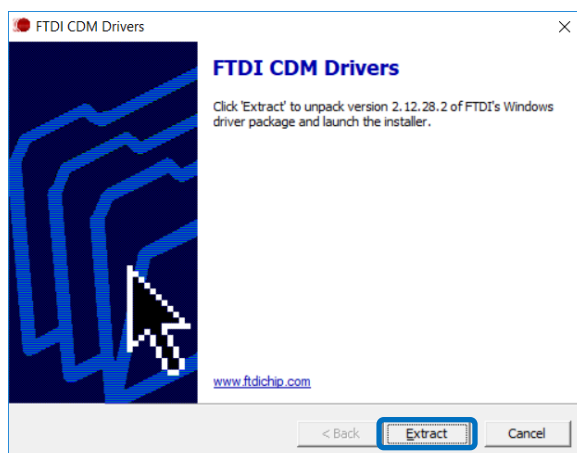 FTDI CDM Drivers
FTDI CDM Drivers
Click 'Extract' to unpack version 2.12.28.2 of FTDI's Windows
driver package and launch the installer.
www.ftdichip.com
< Back Extract Cancel